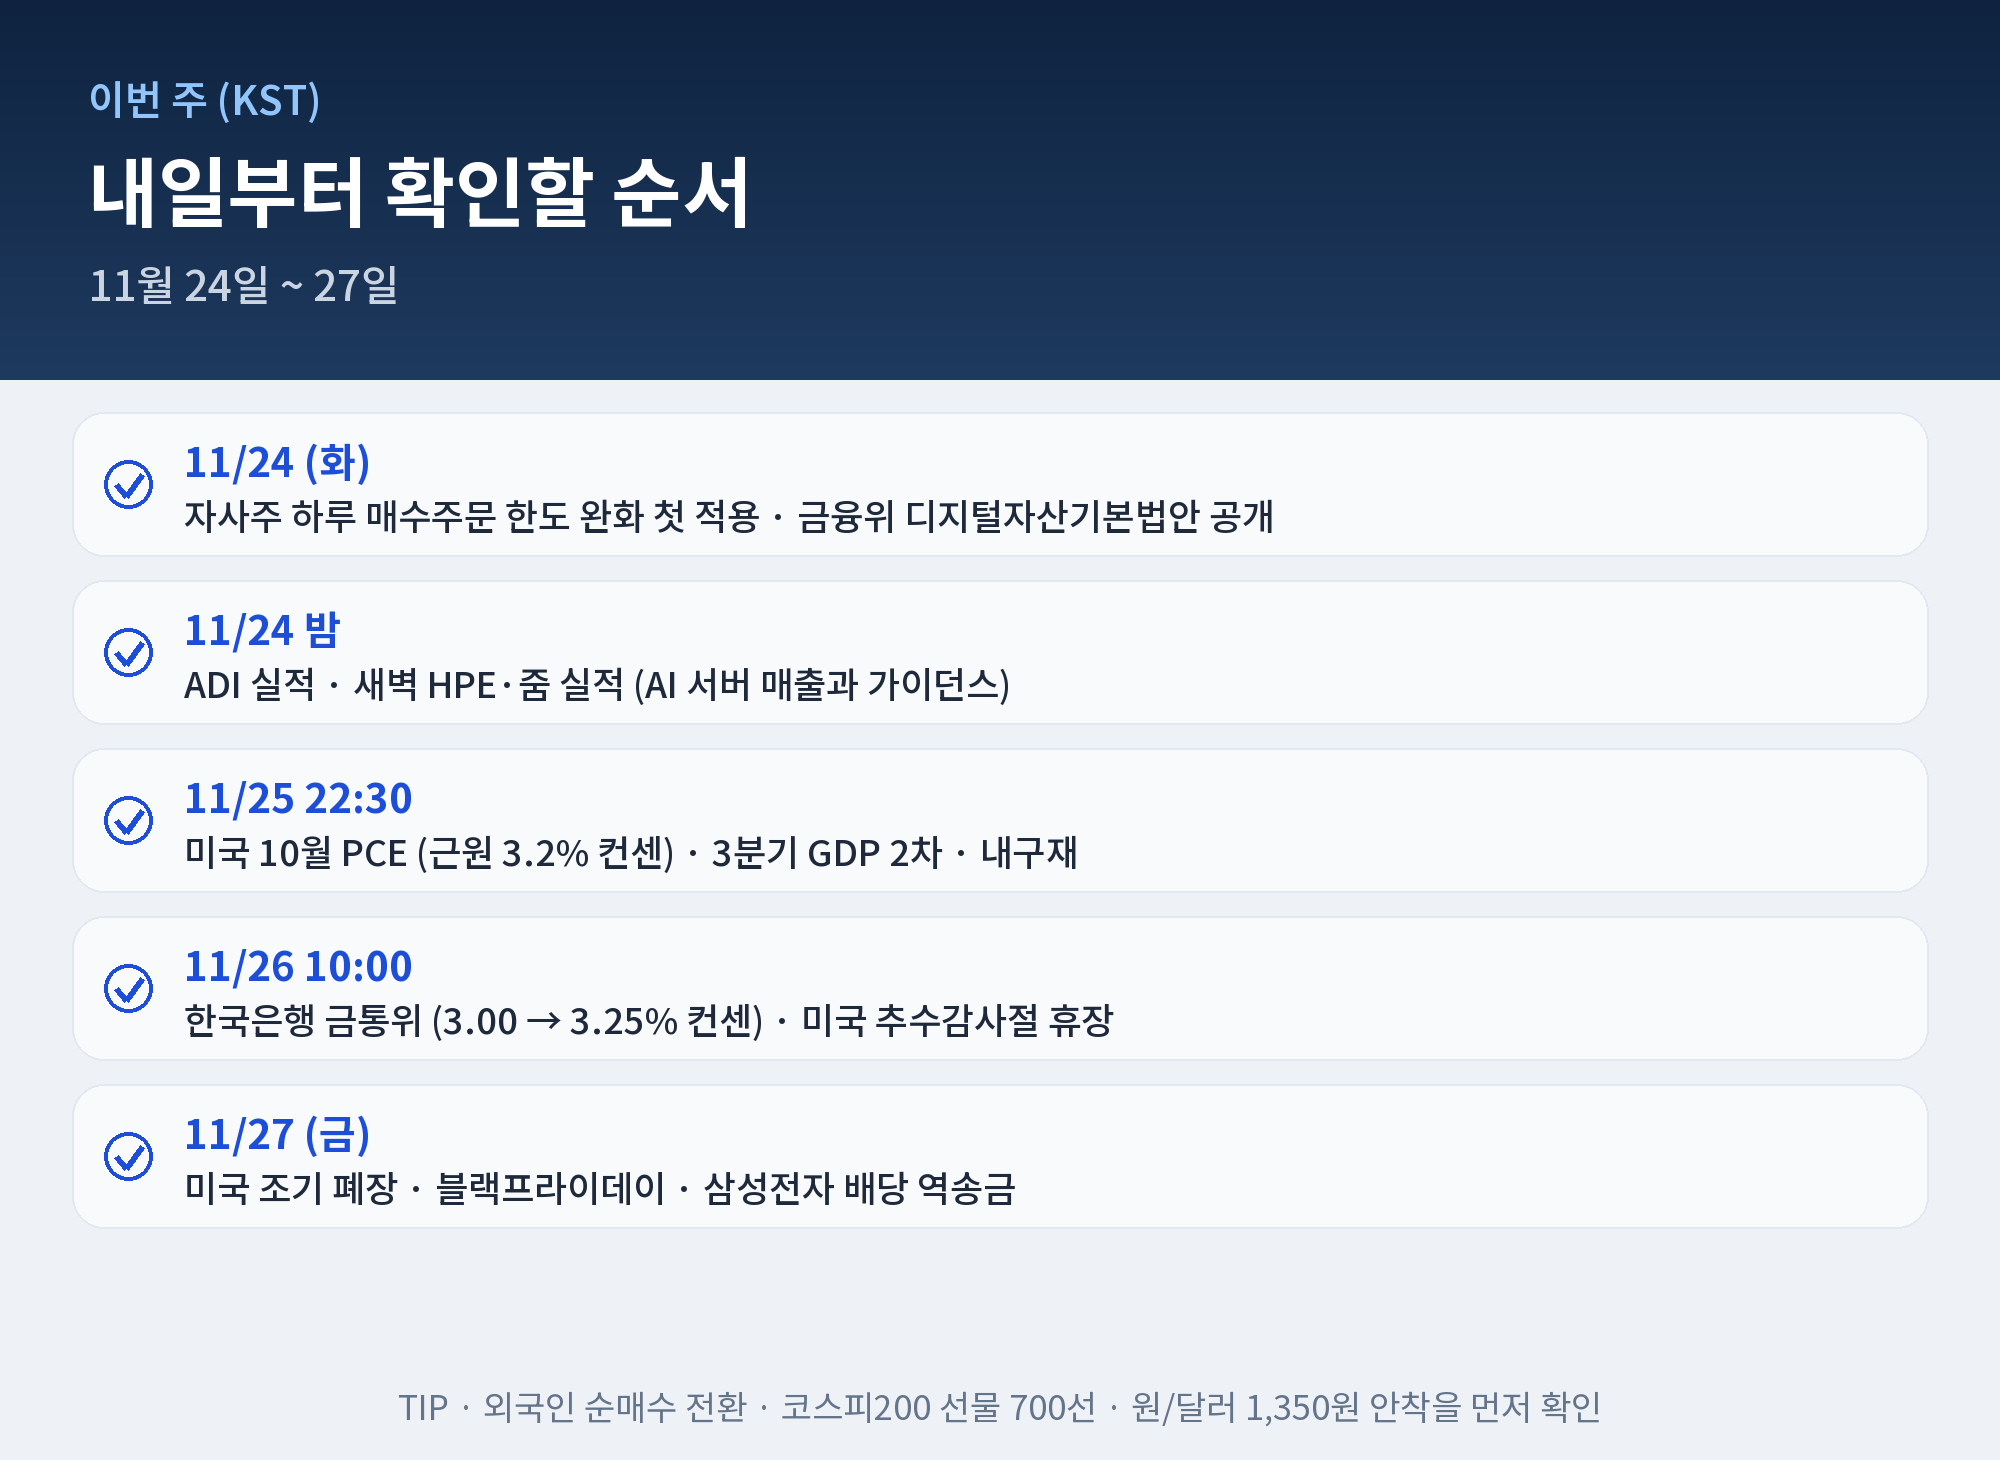 이번 주 (KST)
내일부터 확인할 순서
11월 24일 ~ 27일
11/24 (화)
자사주 하루 매수주문 한도 완화 첫 적용 · 금융위 디지털자산기본법안 공개
11/24 밤
ADI 실적 · 새벽 HPE·줌 실적 (AI 서버 매출과 가이던스)
11/25 22:30
미국 10월 PCE (근원 3.2% 컨센) · 3분기 GDP 2차 · 내구재
11/26 10:00
한국은행 금통위 (3.00 → 3.25% 컨센) · 미국 추수감사절 휴장
11/27 (금)
미국 조기 폐장 · 블랙프라이데이 · 삼성전자 배당 역송금
TIP · 외국인 순매수 전환 · 코스피200 선물 700선 · 원/달러 1,350원 안착을 먼저 확인